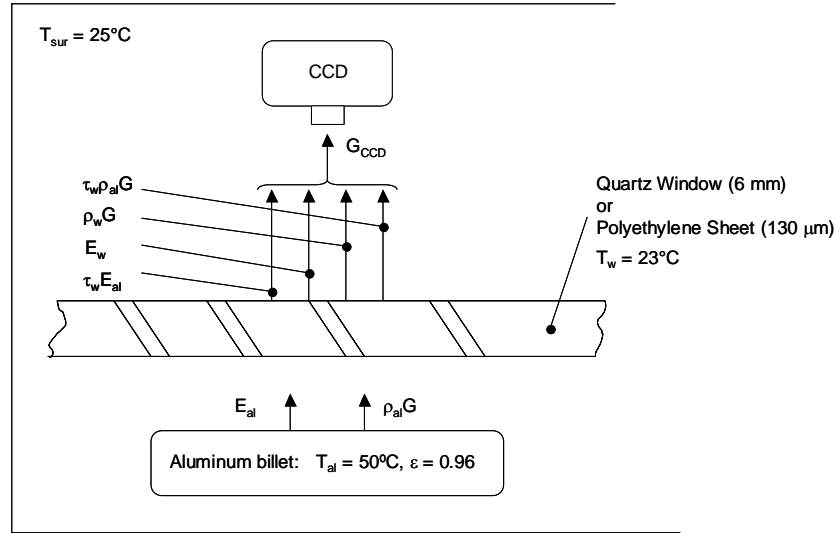 T_sur = 25°C
CCD
G_CCD
τ_wρ_alG
ρ_wG
E_w
τ_wE_al
Quartz Window (6 mm)
or
Polyethylene Sheet (130 μm)
T_w = 23°C
E_al
ρ_alG
Aluminum billet: T_al = 50ºC, ε = 0.96